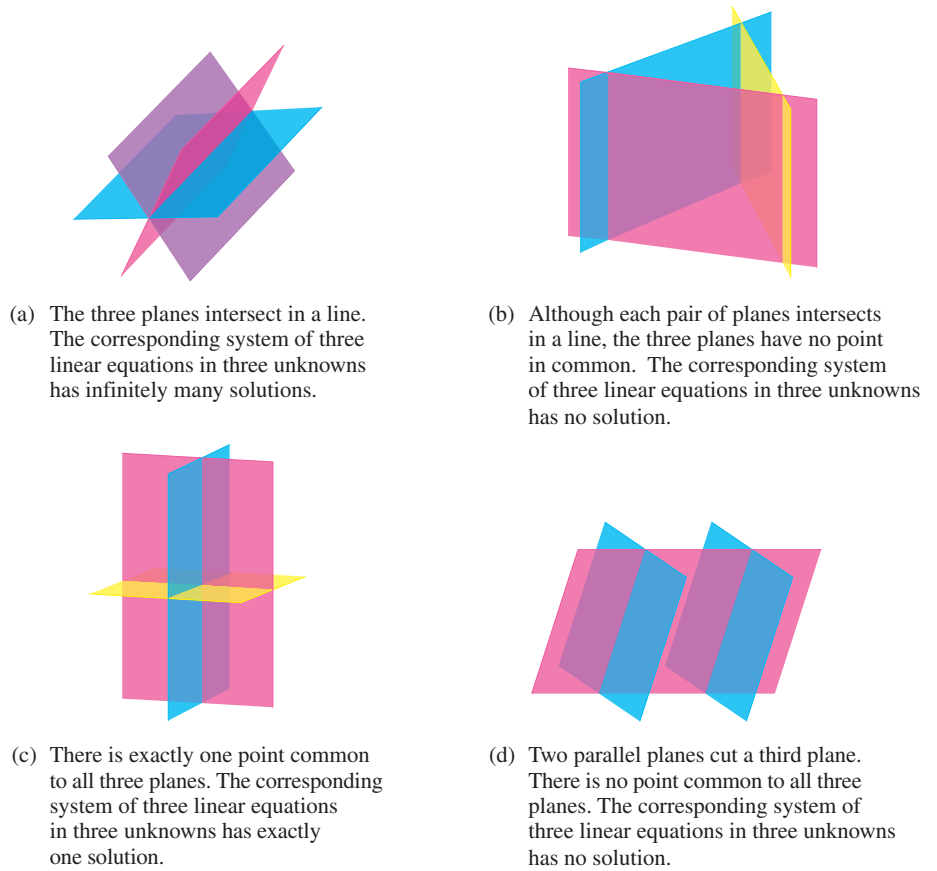 (a) The three planes intersect in a line.
The corresponding system of three
linear equations in three unknowns
has infinitely many solutions.
(b) Although each pair of planes intersects
in a line, the three planes have no point
in common. The corresponding system
of three linear equations in three unknowns
has no solution.
(c) There is exactly one point common
to all three planes. The corresponding
system of three linear equations
in three unknowns has exactly
one solution.
(d) Two parallel planes cut a third plane.
There is no point common to all three
planes. The corresponding system of
three linear equations in three unknowns
has no solution.